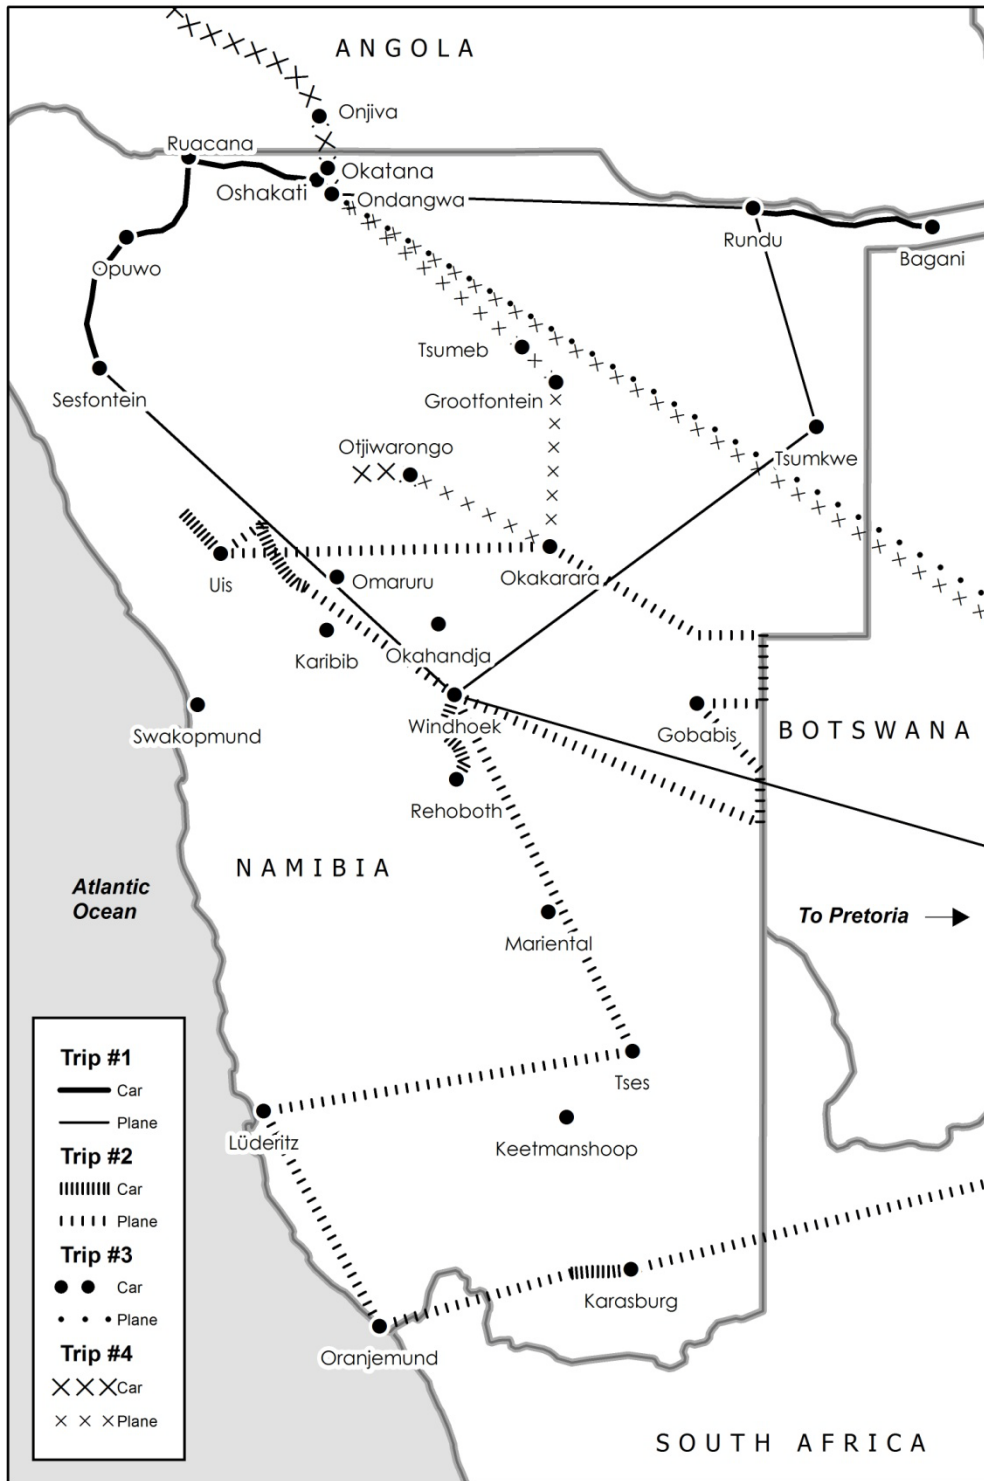 ANGOLA
Onjiva
Ruacana
Okatana
Oshakati
Ondangwa
Rundu
Bagani
Opuwo
Tsumeb
Sesfontein
Grootfontein
Otjiwarongo
Tsumkwe
Uis
Omaruru
Okakarara
Karibib
Okahandja
Swakopmund
Windhoek
Gobabis
BOTSWANA
Rehoboth
NAMIBIA
Atlantic
Ocean
To Pretoria
Mariental
Tses
Lüderitz
Keetmanshoop
Karasburg
Oranjemund
SOUTH AFRICA
Trip #1
Car
Plane
Trip #2
Car
Plane
Trip #3
Car
Plane
Trip #4
Car
Plane